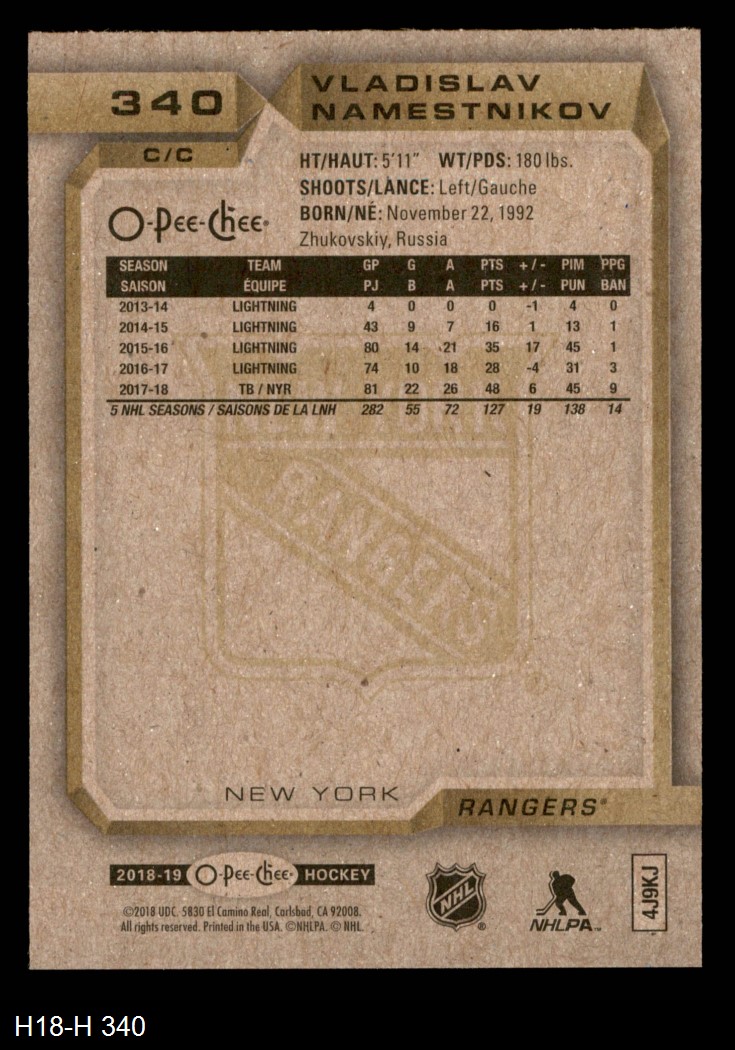 340
VLADISLAV
NAMESTNIKOV
C/C
HT/HAUT: 5'11" WT/PDS: 180 lbs.
SHOOTS/LANCE: Left/Gauche
BORN/NÉ: November 22, 1992
Zhukovskiy, Russia
O-Pee-Chee®
SEASON TEAM GP G A PTS +/- PIM PPG
SAISON ÉQUIPE PJ B A PTS +/- PUN BAN
2013-14 LIGHTNING 4 0 0 0 -1 4 0
2014-15 LIGHTNING 43 9 7 16 1 13 1
2015-16 LIGHTNING 80 14 21 35 17 45 1
2016-17 LIGHTNING 74 10 18 28 -4 31 3
2017-18 TB / NYR 81 22 26 48 6 45 9
5 NHL SEASONS / SAISONS DE LA LNH 282 55 72 127 19 138 14
NEW YORK
RANGERS
NEW YORK
RANGERS®
2018-19 O-Pee-Chee® HOCKEY
©2018 UDC. 5830 El Camino Real, Carlsbad, CA 92008.
All rights reserved. Printed in the USA. ©NHLPA. © NHL.
NHL ®
NHLPA™
4J9KJ
H18-H 340